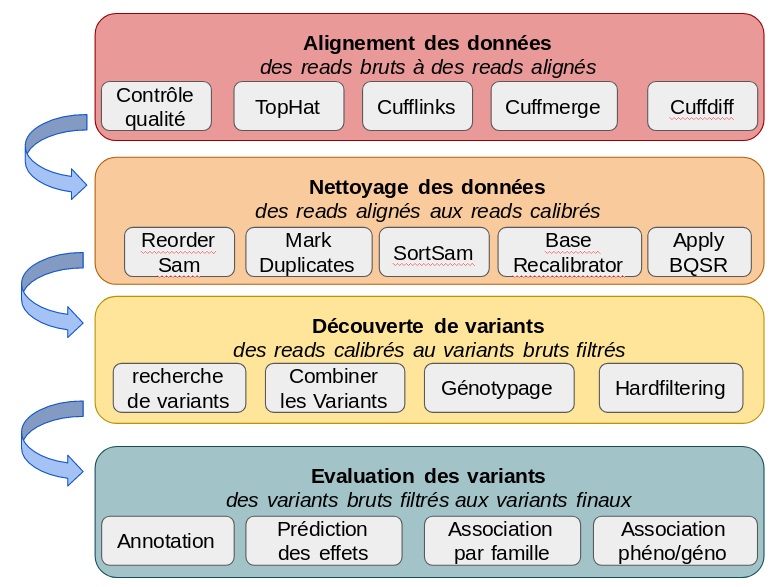 Alignement des données
des reads bruts à des reads alignés
Contrôle
qualité
TopHat
Cufflinks
Cuffmerge
Cuffdiff
Nettoyage des données
des reads alignés aux reads calibrés
Reorder
Sam
Mark
Duplicates
SortSam
Base
Recalibrator
Apply
BQSR
Découverte de variants
des reads calibrés au variants bruts filtrés
recherche
de variants
Combiner
les Variants
Génotypage
Hardfiltering
Evaluation des variants
des variants bruts filtrés aux variants finaux
Annotation
Prédiction
des effets
Association
par famille
Association
phéno/géno